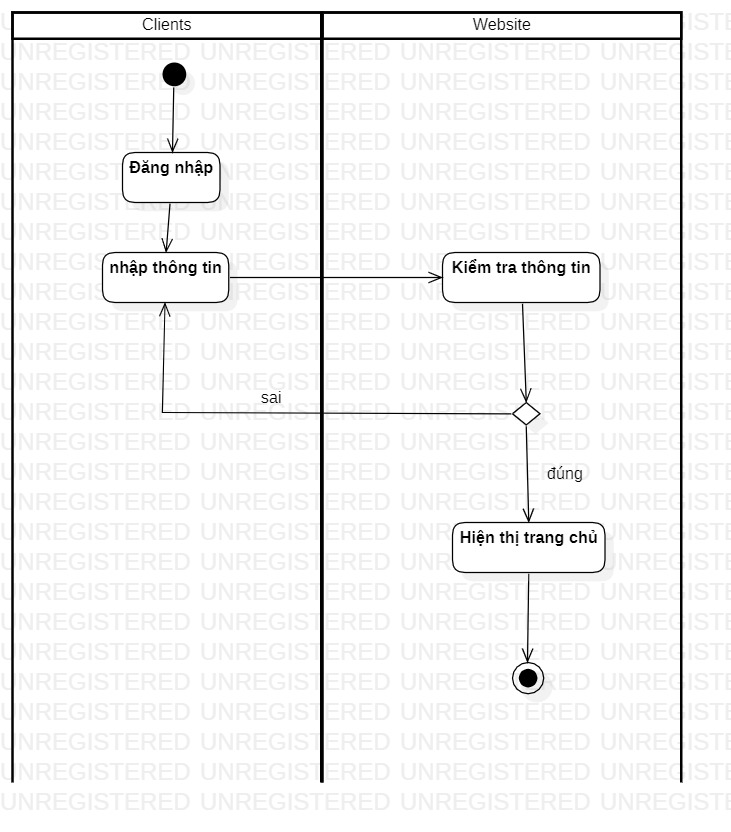 Clients
Website
Đăng nhập
nhập thông tin
Kiểm tra thông tin
sai
đúng
Hiện thị trang chủ
UNREGISTERED UNREGISTERED UNREGISTERED UNREGISTERED